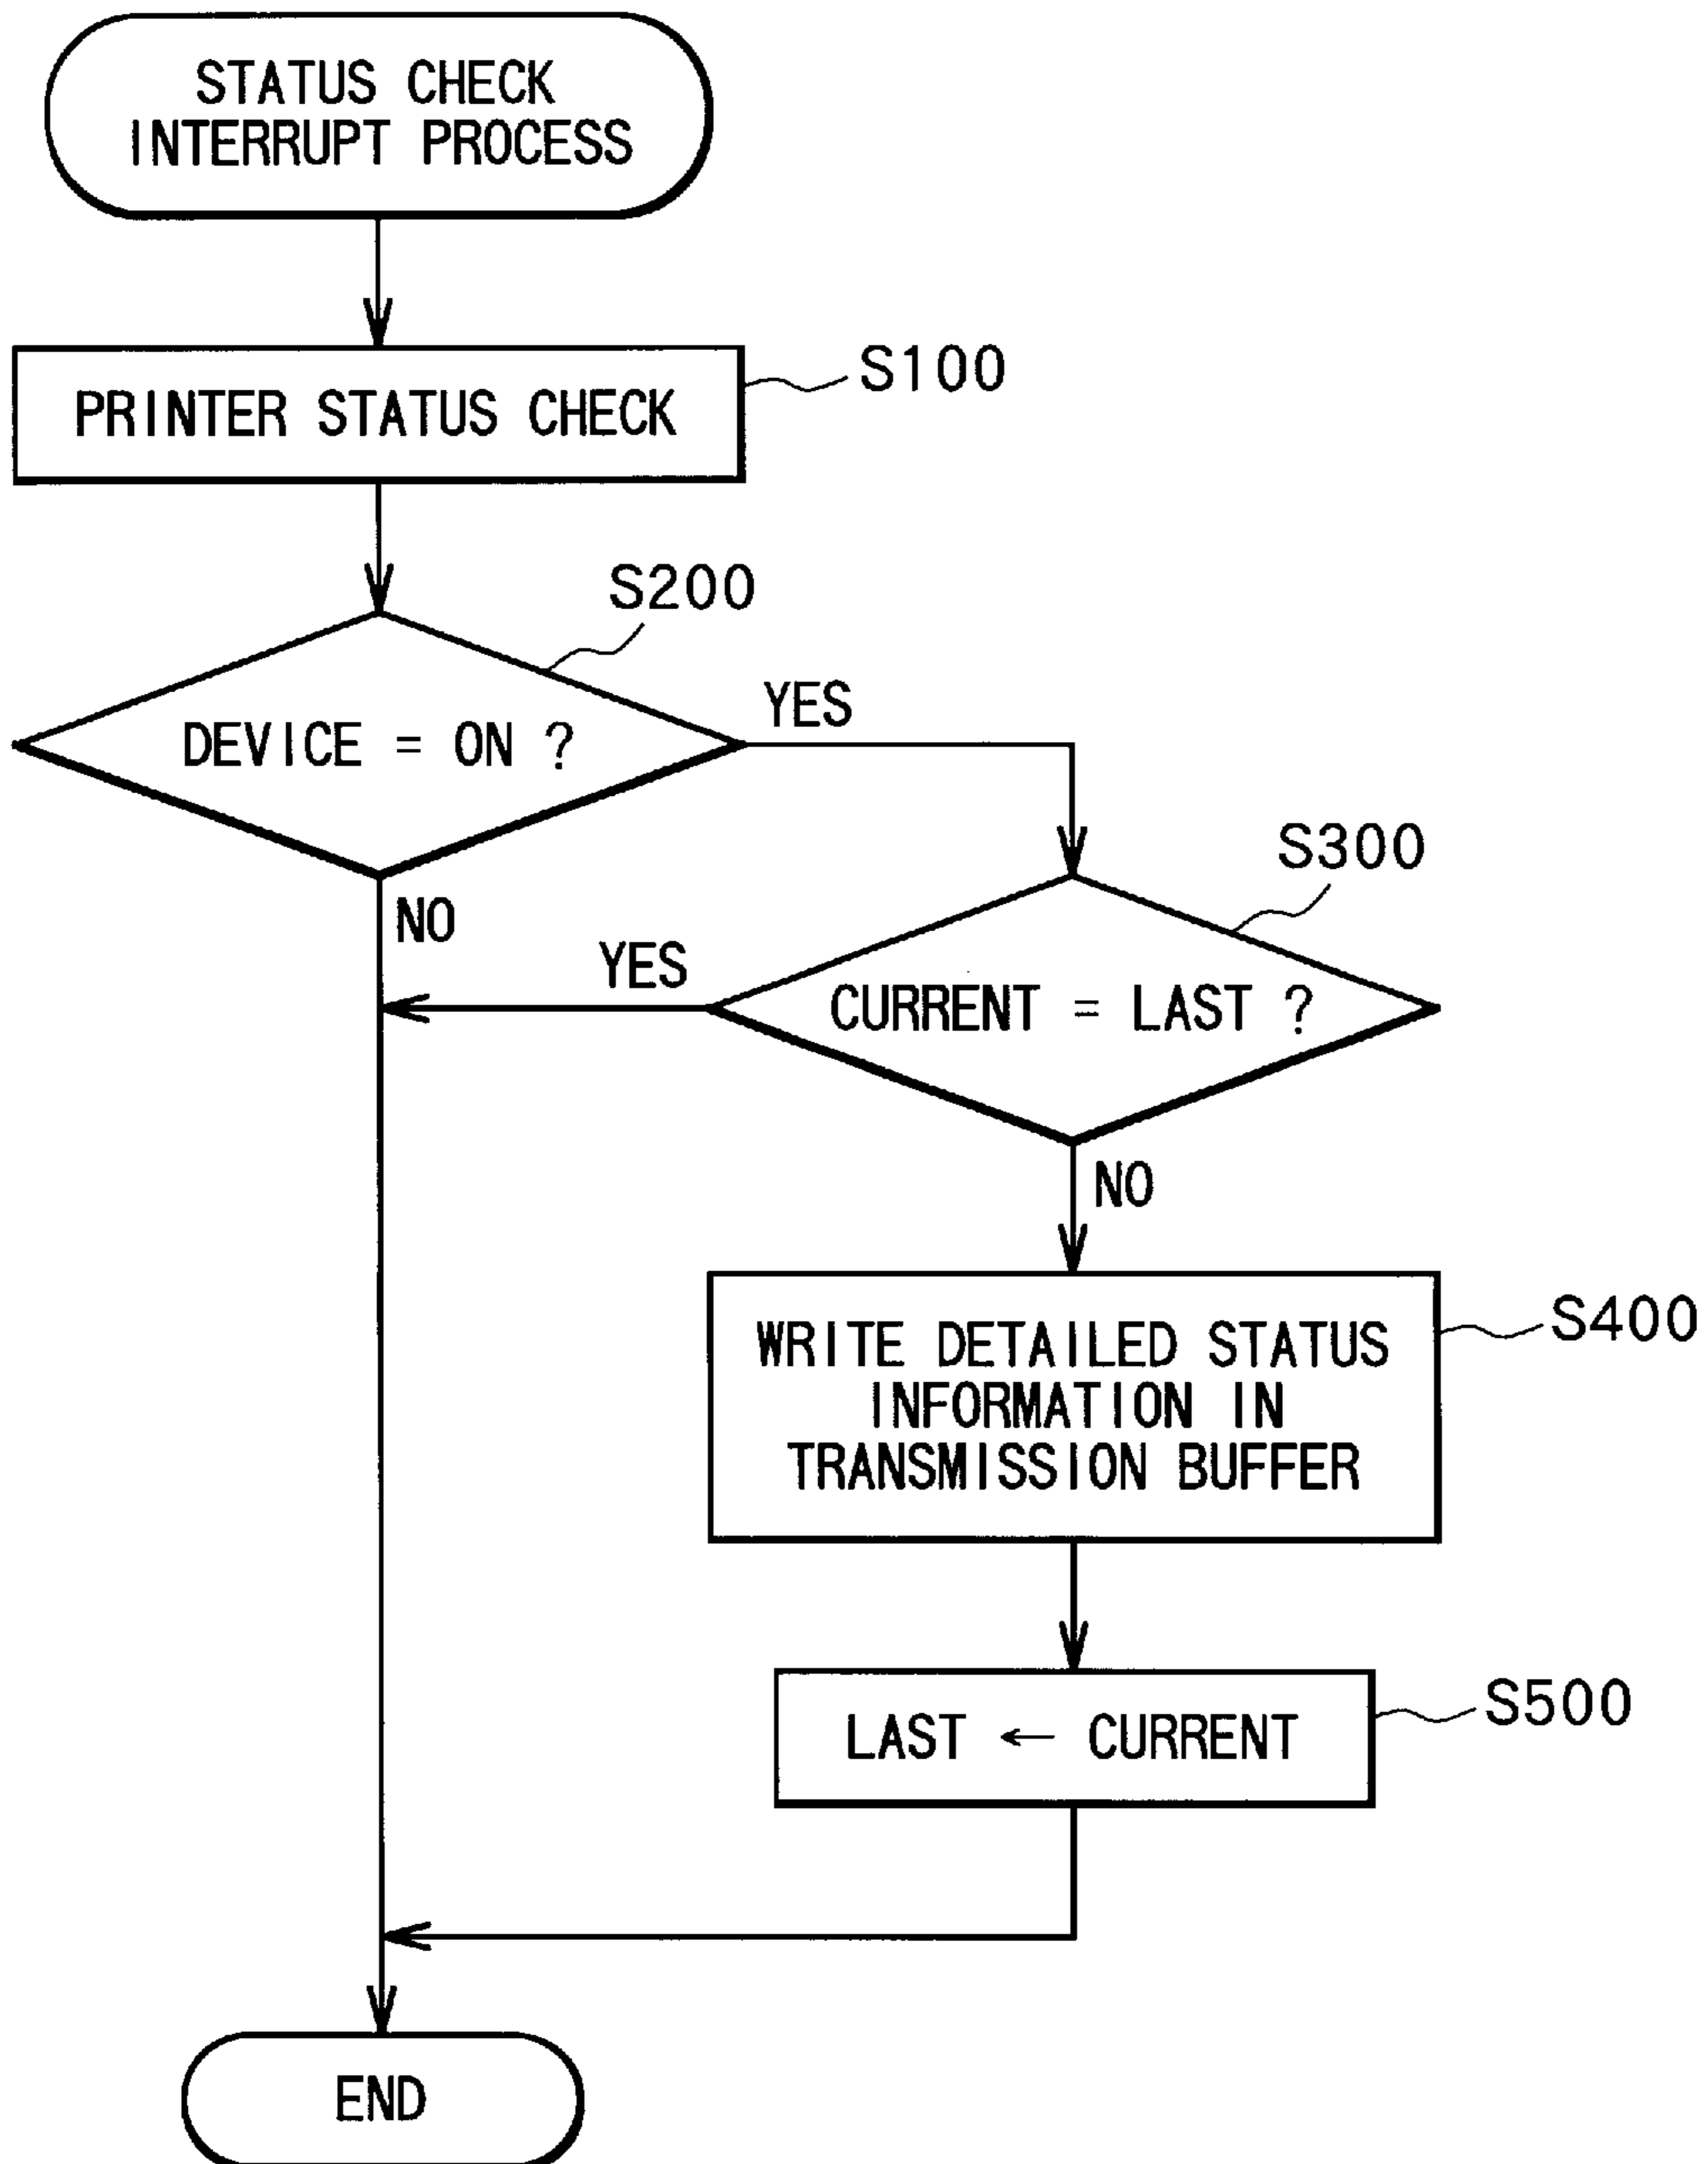 STATUS CHECK
INTERRUPT PROCESS
S100
PRINTER STATUS CHECK
S200
DEVICE = ON ?
YES
NO
S300
YES
CURRENT = LAST ?
NO
S400
WRITE DETAILED STATUS
INFORMATION IN
TRANSMISSION BUFFER
S500
LAST ← CURRENT
END